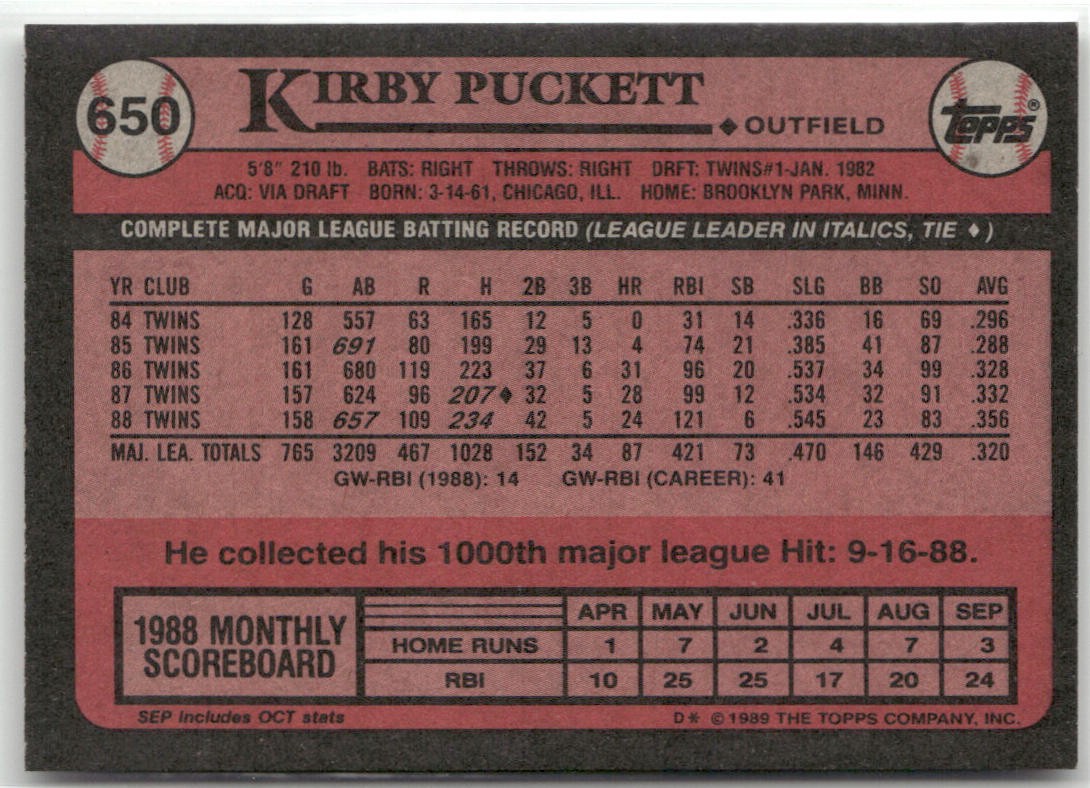 650 KIRBY PUCKETT ◆ OUTFIELD TOPPS®
5'8" 210 lb. BATS: RIGHT THROWS: RIGHT DRFT: TWINS#1-JAN. 1982
ACQ: VIA DRAFT BORN: 3-14-61, CHICAGO, ILL. HOME: BROOKLYN PARK, MINN.
COMPLETE MAJOR LEAGUE BATTING RECORD (LEAGUE LEADER IN ITALICS, TIE ♦)
YR CLUB G AB R H 2B 3B HR RBI SB SLG BB SO AVG
84 TWINS 128 557 63 165 12 5 0 31 14 .336 16 69 .296
85 TWINS 161 691 80 199 29 13 4 74 21 .385 41 87 .288
86 TWINS 161 680 119 223 37 6 31 96 20 .537 34 99 .328
87 TWINS 157 624 96 207♦ 32 5 28 99 12 .534 32 91 .332
88 TWINS 158 657 109 234 42 5 24 121 6 .545 23 83 .356
MAJ. LEA. TOTALS 765 3209 467 1028 152 34 87 421 73 .470 146 429 .320
GW-RBI (1988): 14 GW-RBI (CAREER): 41
He collected his 1000th major league Hit: 9-16-88.
1988 MONTHLY
SCOREBOARD
APR MAY JUN JUL AUG SEP
HOME RUNS 1 7 2 4 7 3
RBI 10 25 25 17 20 24
SEP includes OCT stats
D* © 1989 THE TOPPS COMPANY, INC.